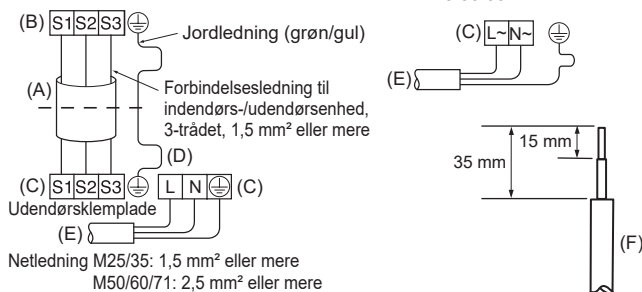 (B) S1 S2 S3
Jordledning (grøn/gul)
(A)
Forbindelsesledning til
indendørs-/udendørsenhed,
3-trådet, 1,5 mm² eller mere
(D)
(C) S1 S2 S3
L N (C)
Udendørsklemplade
(E)
Netledning M25/35: 1,5 mm² eller mere
M50/60/71: 2,5 mm² eller mere
(C) L~ N~
(E)
15 mm
35 mm
(F)